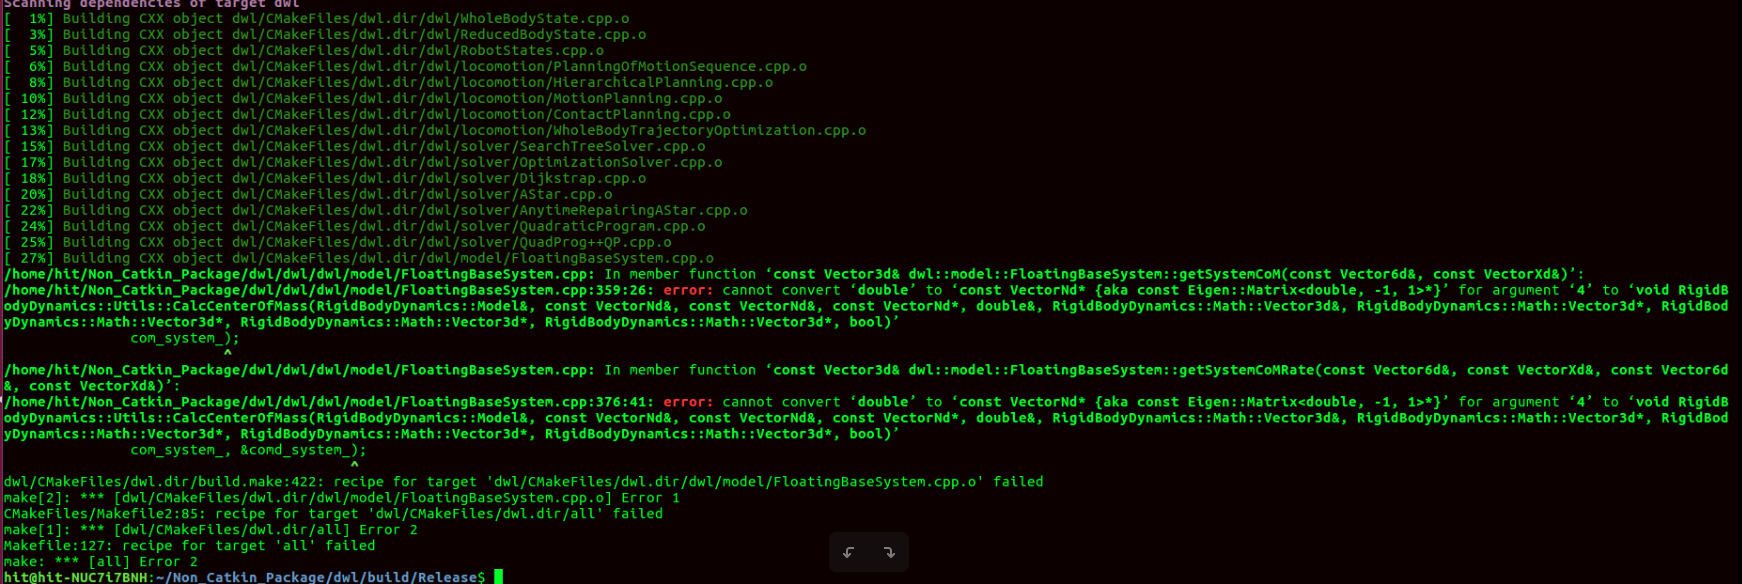 Scanning dependencies of target dwl
[  1%] Building CXX object dwl/CMakeFiles/dwl.dir/dwl/WholeBodyState.cpp.o
[  3%] Building CXX object dwl/CMakeFiles/dwl.dir/dwl/ReducedBodyState.cpp.o
[  5%] Building CXX object dwl/CMakeFiles/dwl.dir/dwl/RobotStates.cpp.o
[  6%] Building CXX object dwl/CMakeFiles/dwl.dir/dwl/locomotion/PlanningOfMotionSequence.cpp.o
[  8%] Building CXX object dwl/CMakeFiles/dwl.dir/dwl/locomotion/HierarchicalPlanning.cpp.o
[ 10%] Building CXX object dwl/CMakeFiles/dwl.dir/dwl/locomotion/MotionPlanning.cpp.o
[ 12%] Building CXX object dwl/CMakeFiles/dwl.dir/dwl/locomotion/ContactPlanning.cpp.o
[ 13%] Building CXX object dwl/CMakeFiles/dwl.dir/dwl/locomotion/WholeBodyTrajectoryOptimization.cpp.o
[ 15%] Building CXX object dwl/CMakeFiles/dwl.dir/dwl/solver/SearchTreeSolver.cpp.o
[ 17%] Building CXX object dwl/CMakeFiles/dwl.dir/dwl/solver/OptimizationSolver.cpp.o
[ 18%] Building CXX object dwl/CMakeFiles/dwl.dir/dwl/solver/Dijkstrap.cpp.o
[ 20%] Building CXX object dwl/CMakeFiles/dwl.dir/dwl/solver/AStar.cpp.o
[ 22%] Building CXX object dwl/CMakeFiles/dwl.dir/dwl/solver/AnytimeRepairingAStar.cpp.o
[ 24%] Building CXX object dwl/CMakeFiles/dwl.dir/dwl/solver/QuadraticProgram.cpp.o
[ 25%] Building CXX object dwl/CMakeFiles/dwl.dir/dwl/solver/QuadProg++QP.cpp.o
[ 27%] Building CXX object dwl/CMakeFiles/dwl.dir/dwl/model/FloatingBaseSystem.cpp.o
/home/hit/Non_Catkin_Package/dwl/dwl/dwl/model/FloatingBaseSystem.cpp: In member function ‘const Vector3d& dwl::model::FloatingBaseSystem::getSystemCoM(const Vector6d&, const VectorXd&)’:
/home/hit/Non_Catkin_Package/dwl/dwl/dwl/model/FloatingBaseSystem.cpp:359:26: error: cannot convert ‘double’ to ‘const VectorNd* {aka const Eigen::Matrix<double, -1, 1>*}’ for argument ‘4’ to ‘void RigidB
odyDynamics::Utils::CalcCenterOfMass(RigidBodyDynamics::Model&, const VectorNd&, const VectorNd&, const VectorNd*, double&, RigidBodyDynamics::Math::Vector3d&, RigidBodyDynamics::Math::Vector3d*, RigidBod
yDynamics::Math::Vector3d*, RigidBodyDynamics::Math::Vector3d*, RigidBodyDynamics::Math::Vector3d*, bool)’
com_system_);
^
/home/hit/Non_Catkin_Package/dwl/dwl/dwl/model/FloatingBaseSystem.cpp: In member function ‘const Vector3d& dwl::model::FloatingBaseSystem::getSystemCoMRate(const Vector6d&, const VectorXd&, const Vector6d
&, const VectorXd&)’:
/home/hit/Non_Catkin_Package/dwl/dwl/dwl/model/FloatingBaseSystem.cpp:376:41: error: cannot convert ‘double’ to ‘const VectorNd* {aka const Eigen::Matrix<double, -1, 1>*}’ for argument ‘4’ to ‘void RigidB
odyDynamics::Utils::CalcCenterOfMass(RigidBodyDynamics::Model&, const VectorNd&, const VectorNd&, const VectorNd*, double&, RigidBodyDynamics::Math::Vector3d&, RigidBodyDynamics::Math::Vector3d*, RigidBod
yDynamics::Math::Vector3d*, RigidBodyDynamics::Math::Vector3d*, RigidBodyDynamics::Math::Vector3d*, bool)’
com_system_, &comd_system_);
^
dwl/CMakeFiles/dwl.dir/build.make:422: recipe for target 'dwl/CMakeFiles/dwl.dir/dwl/model/FloatingBaseSystem.cpp.o' failed
make[2]: *** [dwl/CMakeFiles/dwl.dir/dwl/model/FloatingBaseSystem.cpp.o] Error 1
CMakeFiles/Makefile2:85: recipe for target 'dwl/CMakeFiles/dwl.dir/all' failed
make[1]: *** [dwl/CMakeFiles/dwl.dir/all] Error 2
Makefile:127: recipe for target 'all' failed
make: *** [all] Error 2
hit@hit-NUC7i7BNH:~/Non_Catkin_Package/dwl/build/Release$